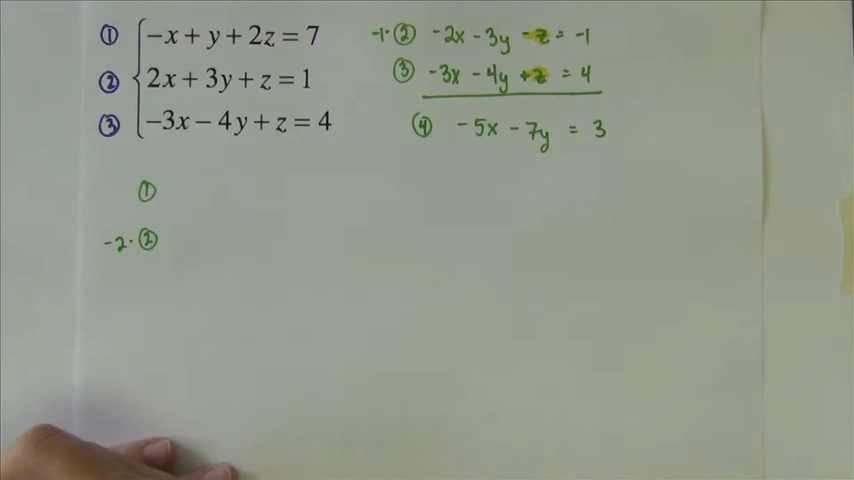 ① -x + y + 2z = 7
② 2x + 3y + z = 1
③ -3x - 4y + z = 4
-1·② -2x - 3y - z = -1
③ -3x - 4y + z = 4
④ -5x - 7y = 3
①
-2·②